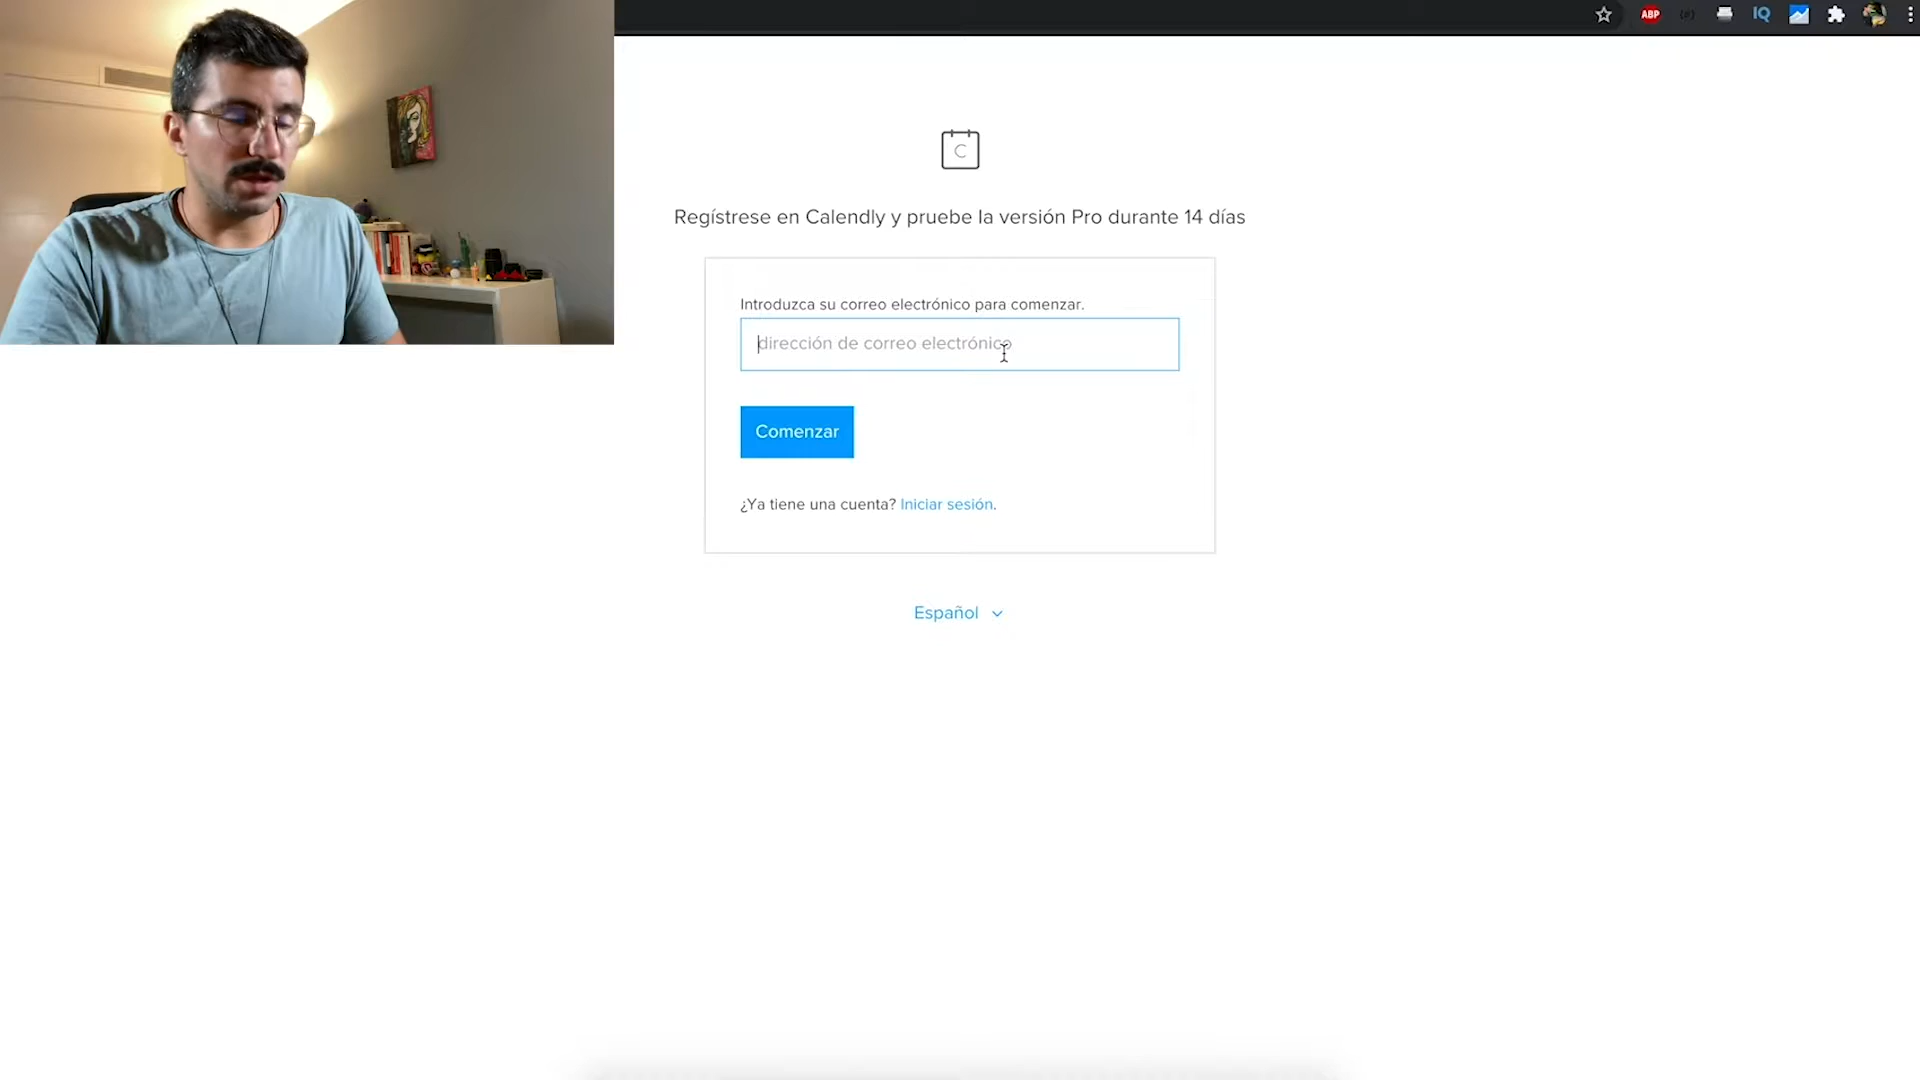 ABP
IQ
C
Regístrese en Calendly y pruebe la versión Pro durante 14 días
Introduzca su correo electrónico para comenzar.
dirección de correo electrónico
Comenzar
¿Ya tiene una cuenta? Iniciar sesión.
Español